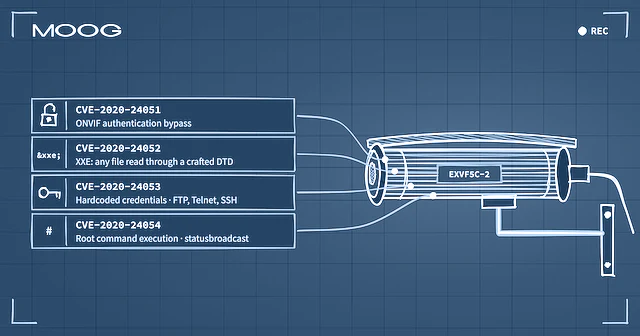 MOOG
REC
CVE-2020-24051
ONVIF authentication bypass
&xxe;
CVE-2020-24052
XXE: any file read through a crafted DTD
CVE-2020-24053
Hardcoded credentials · FTP, Telnet, SSH
#
CVE-2020-24054
Root command execution · statusbroadcast
EXVF5C-2